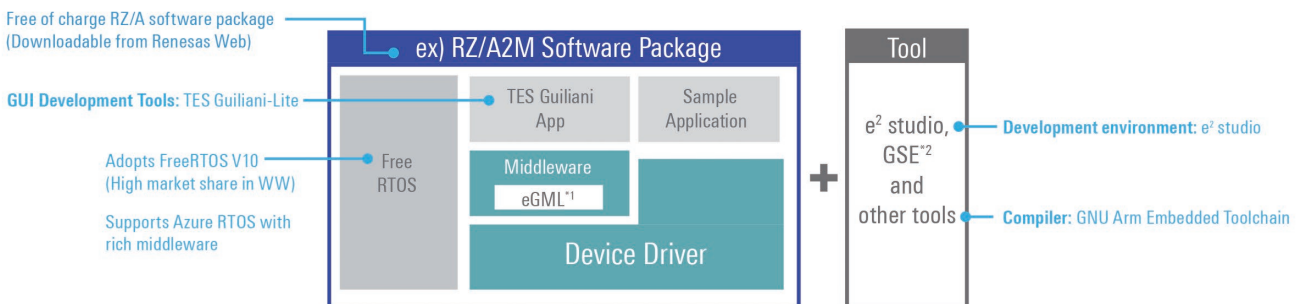 Free of charge RZ/A software package
(Downloadable from Renesas Web)
GUI Development Tools: TES Guiliani-Lite
Adopts FreeRTOS V10
(High market share in WW)
Supports Azure RTOS with
rich middleware
ex) RZ/A2M Software Package
Free
RTOS
TES Guiliani
App
Sample
Application
Middleware
eGML*1
Device Driver
+
Tool
e² studio,
GSE*2
and
other tools
Development environment: e² studio
Compiler: GNU Arm Embedded Toolchain